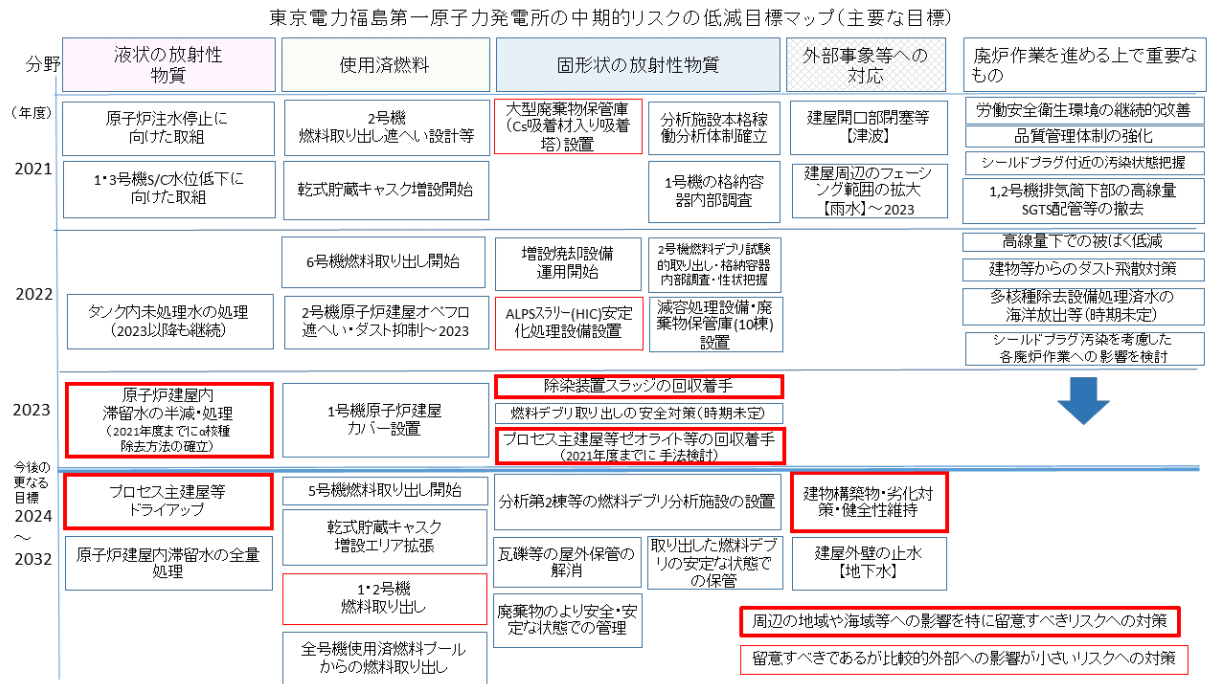 東京電力福島第一原子力発電所の中期的リスクの低減目標マップ(主要な目標)
分野
液状の放射性
物質
使用済燃料
固形状の放射性物質
外部事象等への
対応
廃炉作業を進める上で重要な
もの
(年度)
2021
原子炉注水停止に
向けた取組
1・3号機S/C水位低下に
向けた取組
2号機
燃料取り出し遮へい設計等
乾式貯蔵キャスク増設開始
大型廃棄物保管庫
(Cs吸着材入り吸着
塔)設置
分析施設本格稼
働分析体制確立
1号機の格納容
器内部調査
建屋開口部閉塞等
【津波】
建屋周辺のフェーシ
ング範囲の拡大
【雨水】~2023
労働安全衛生環境の継続的改善
品質管理体制の強化
シールドプラグ付近の汚染状態把握
1,2号機排気筒下部の高線量
SGTS配管等の撤去
2022
タンク内未処理水の処理
(2023以降も継続)
6号機燃料取り出し開始
2号機原子炉建屋オペフロ
遮へい・ダスト抑制~2023
増設焼却設備
運用開始
ALPSスラリー(HIC)安定
化処理設備設置
2号機燃料デブリ試験
的取り出し・格納容器
内部調査・性状把握
減容処理設備・廃
棄物保管庫(10棟)
設置
高線量下での被ばく低減
建物等からのダスト飛散対策
多核種除去設備処理済水の
海洋放出等(時期未定)
シールドプラグ汚染を考慮した
各廃炉作業への影響を検討
2023
原子炉建屋内
滞留水の半減・処理
(2021年度までにα核種
除去方法の確立)
1号機原子炉建屋
カバー設置
除染装置スラッジの回収着手
燃料デブリ取り出しの安全対策(時期未定)
プロセス主建屋等ゼオライト等の回収着手
(2021年度までに手法検討)
今後の
更なる
目標
2024
~
2032
プロセス主建屋等
ドライアップ
原子炉建屋内滞留水の全量
処理
5号機燃料取り出し開始
乾式貯蔵キャスク
増設エリア拡張
1・2号機
燃料取り出し
全号機使用済燃料プール
からの燃料取り出し
分析第2棟等の燃料デブリ分析施設の設置
瓦礫等の屋外保管の
解消
取り出した燃料デブ
リの安定な状態で
の保管
廃棄物のより安全・安
定な状態での管理
建物構築物・劣化対
策・健全性維持
建屋外壁の止水
【地下水】
周辺の地域や海域等への影響を特に留意すべきリスクへの対策
留意すべきであるが比較的外部への影響が小さいリスクへの対策